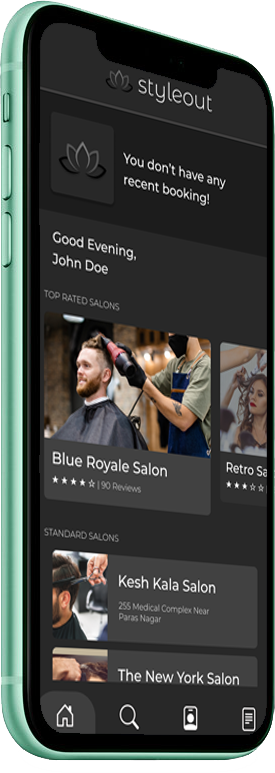 styleout
You don't have any
recent booking!
Good Evening,
John Doe
TOP RATED SALONS
Blue Royale Salon
★★★★☆ | 90 Reviews
Retro Sa
★★★☆
STANDARD SALONS
Kesh Kala Salon
255 Medical Complex Near
Paras Nagar
The New York Salon